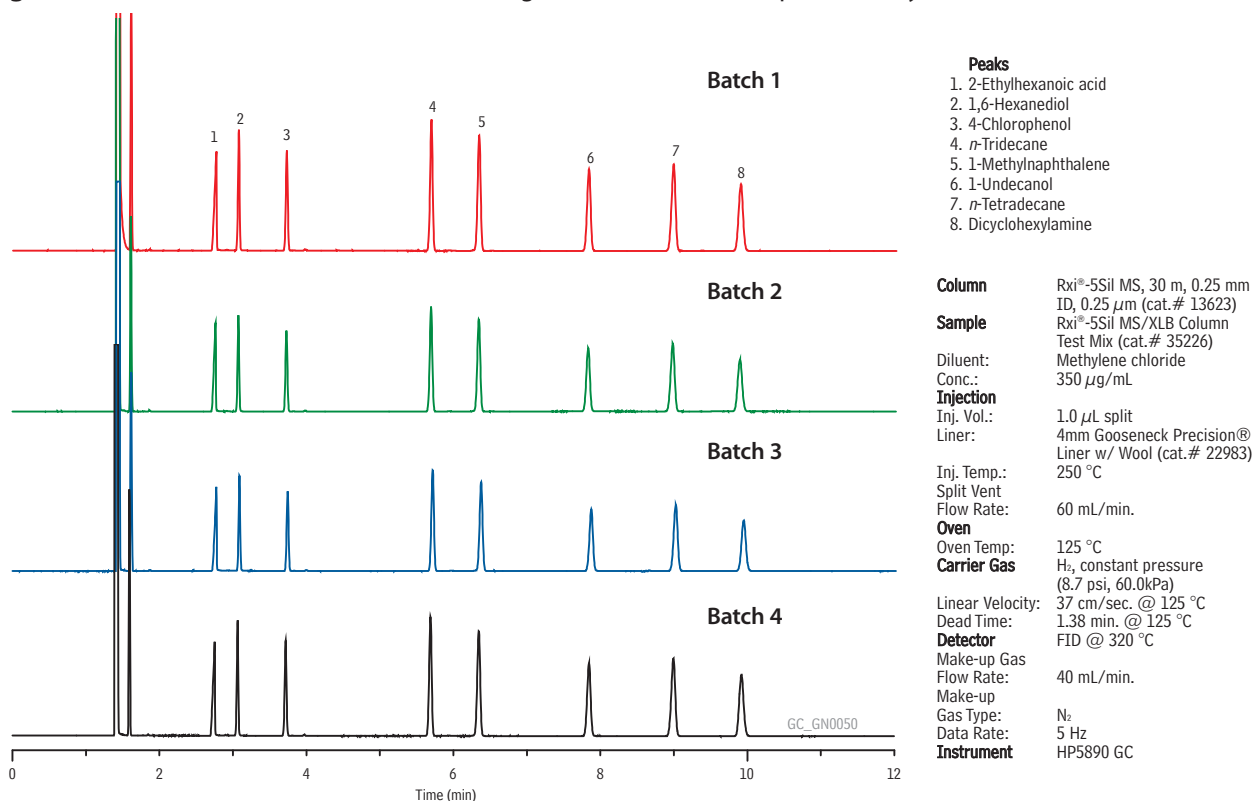 Batch 1
1
2
3
4
5
6
7
8
Batch 2
Batch 3
Batch 4
GC_GN0050
0 2 4 6 8 10 12
Time (min)
Peaks
1. 2-Ethylhexanoic acid
2. 1,6-Hexanediol
3. 4-Chlorophenol
4. n-Tridecane
5. 1-Methylnaphthalene
6. 1-Undecanol
7. n-Tetradecane
8. Dicyclohexylamine
Column Rxi®-5Sil MS, 30 m, 0.25 mm
ID, 0.25 µm (cat.# 13623)
Sample Rxi®-5Sil MS/XLB Column
Test Mix (cat.# 35226)
Diluent: Methylene chloride
Conc.: 350 µg/mL
Injection
Inj. Vol.: 1.0 µL split
Liner: 4mm Gooseneck Precision®
Liner w/ Wool (cat.# 22983)
Inj. Temp.: 250 °C
Split Vent
Flow Rate: 60 mL/min.
Oven
Oven Temp: 125 °C
Carrier Gas H₂, constant pressure
(8.7 psi, 60.0kPa)
Linear Velocity: 37 cm/sec. @ 125 °C
Dead Time: 1.38 min. @ 125 °C
Detector FID @ 320 °C
Make-up Gas
Flow Rate: 40 mL/min.
Make-up
Gas Type: N₂
Data Rate: 5 Hz
Instrument HP5890 GC